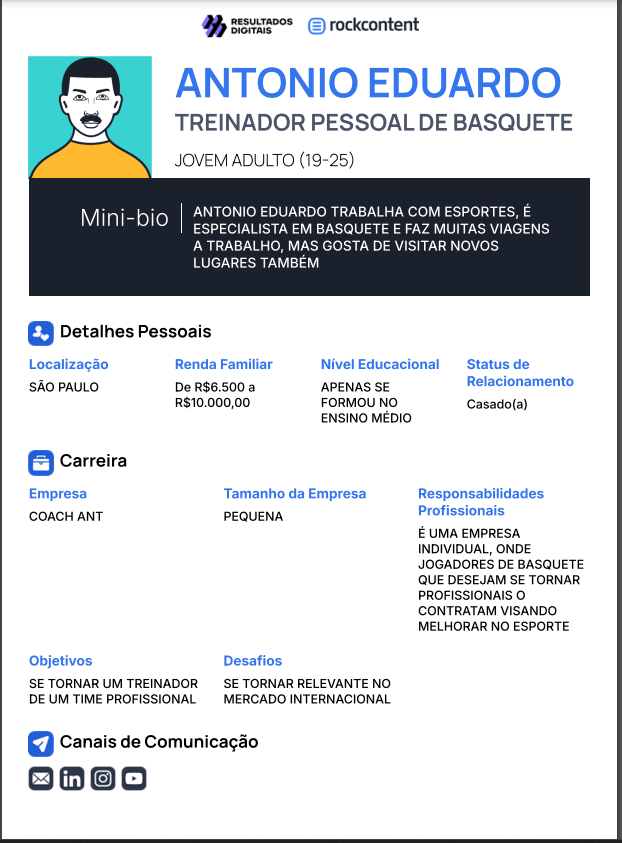 RESULTADOS
DIGITAIS
rockcontent
ANTONIO EDUARDO
TREINADOR PESSOAL DE BASQUETE
JOVEM ADULTO (19-25)
Mini-bio
ANTONIO EDUARDO TRABALHA COM ESPORTES, É
ESPECIALISTA EM BASQUETE E FAZ MUITAS VIAGENS
A TRABALHO, MAS GOSTA DE VISITAR NOVOS
LUGARES TAMBÉM
Detalhes Pessoais
Localização
SÃO PAULO
Renda Familiar
De R$6.500 a
R$10.000,00
Nível Educacional
APENAS SE
FORMOU NO
ENSINO MÉDIO
Status de
Relacionamento
Casado(a)
Carreira
Empresa
COACH ANT
Tamanho da Empresa
PEQUENA
Responsabilidades
Profissionais
É UMA EMPRESA
INDIVIDUAL, ONDE
JOGADORES DE BASQUETE
QUE DESEJAM SE TORNAR
PROFISSIONAIS O
CONTRATAM VISANDO
MELHORAR NO ESPORTE
Objetivos
SE TORNAR UM TREINADOR
DE UM TIME PROFISSIONAL
Desafios
SE TORNAR RELEVANTE NO
MERCADO INTERNACIONAL
Canais de Comunicação
in